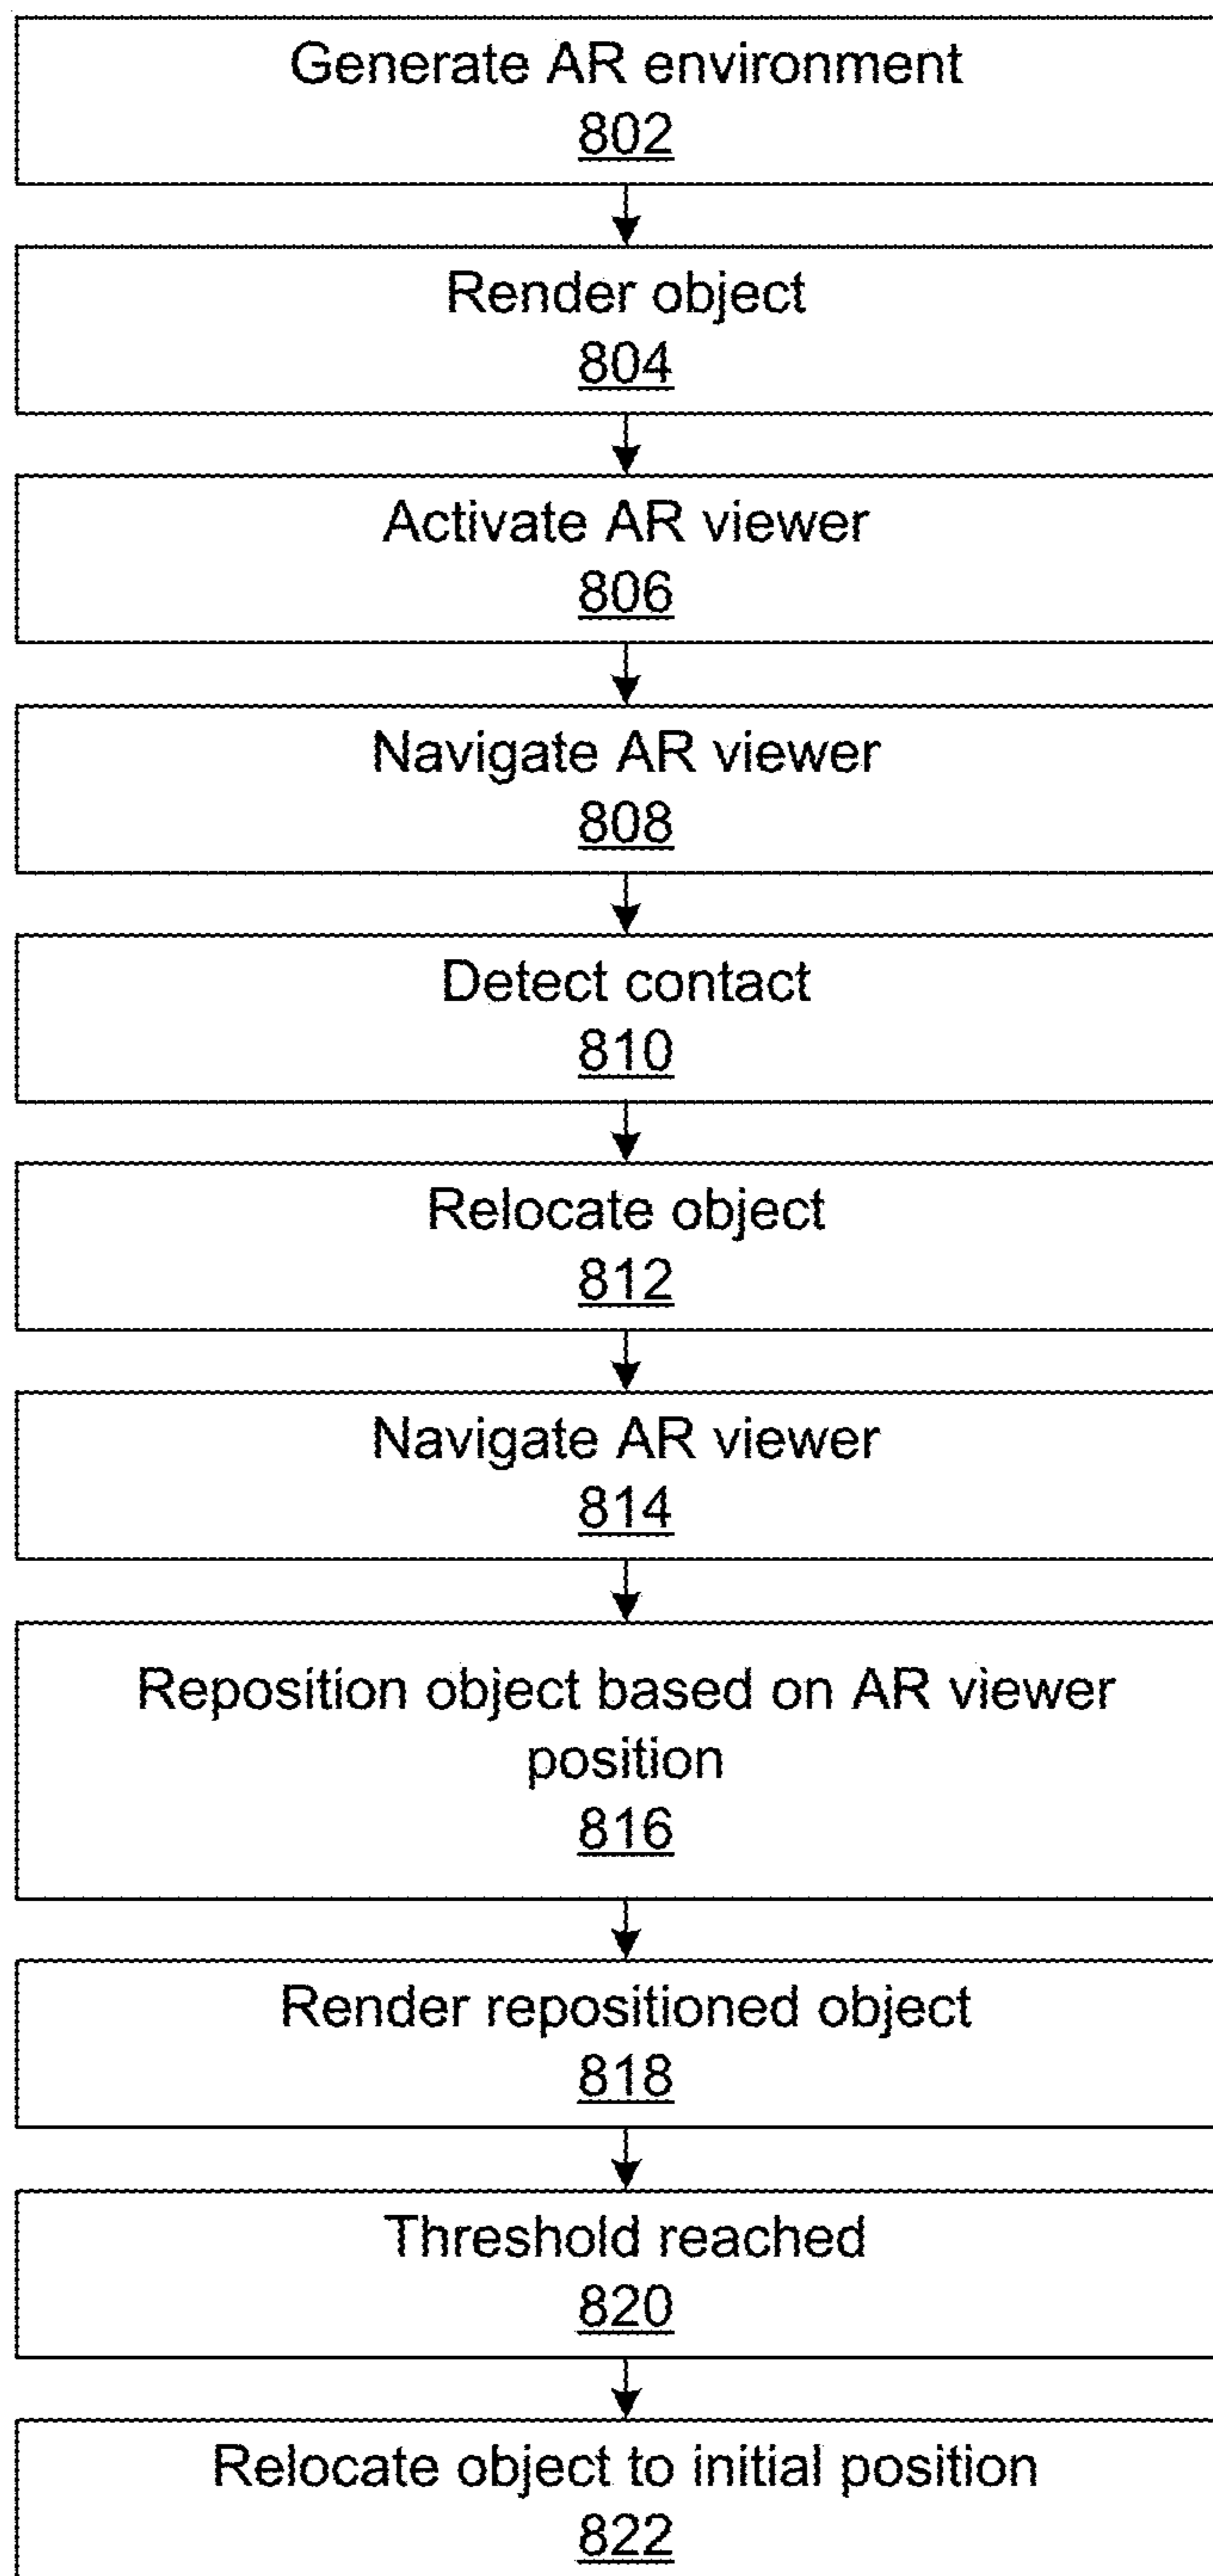 Generate AR environment
802
Render object
804
Activate AR viewer
806
Navigate AR viewer
808
Detect contact
810
Relocate object
812
Navigate AR viewer
814
Reposition object based on AR viewer
position
816
Render repositioned object
818
Threshold reached
820
Relocate object to initial position
822